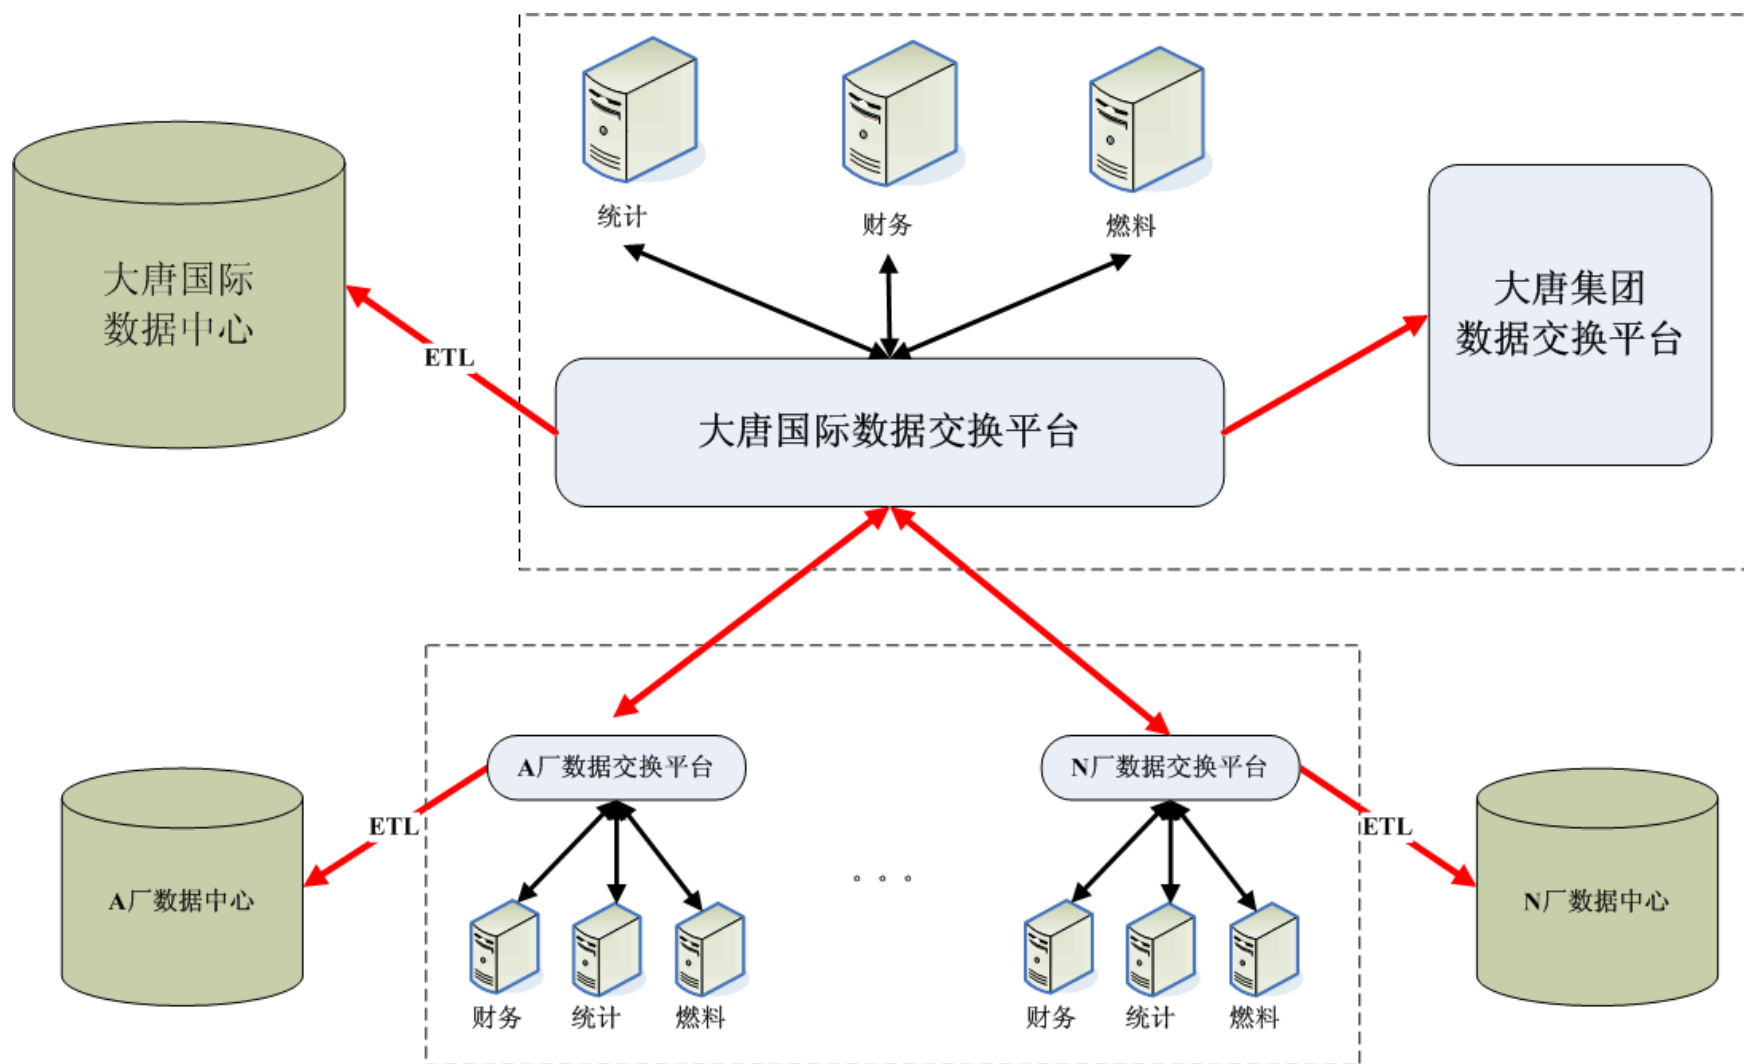 统计
财务
燃料
大唐国际
数据中心
ETL
大唐集团
数据交换平台
大唐国际数据交换平台
A厂数据交换平台
N厂数据交换平台
ETL
ETL
A厂数据中心
。。。
N厂数据中心
财务
统计
燃料
财务
统计
燃料